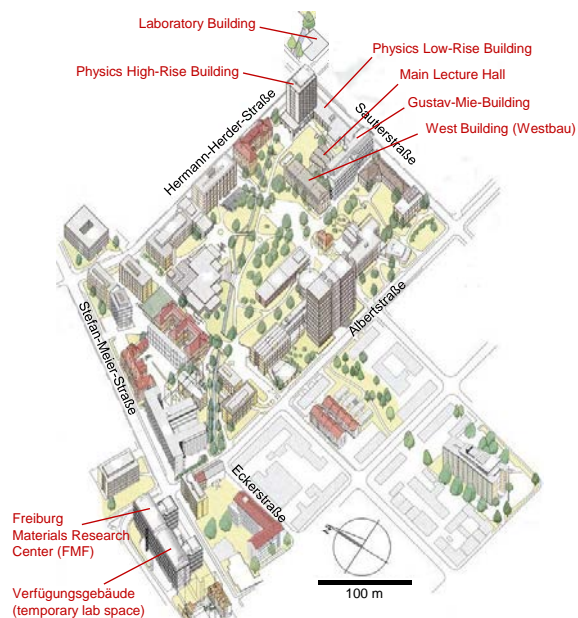 Laboratory Building
Physics Low-Rise Building
Physics High-Rise Building
Main Lecture Hall
Gustav-Mie-Building
West Building (Westbau)
Sautierstraße
Hermann-Herder-Straße
Albertstraße
Stefan-Meier-Straße
Eckerstraße
Freiburg
Materials Research
Center (FMF)
Verfügungsgebäude
(temporary lab space)
N
100 m